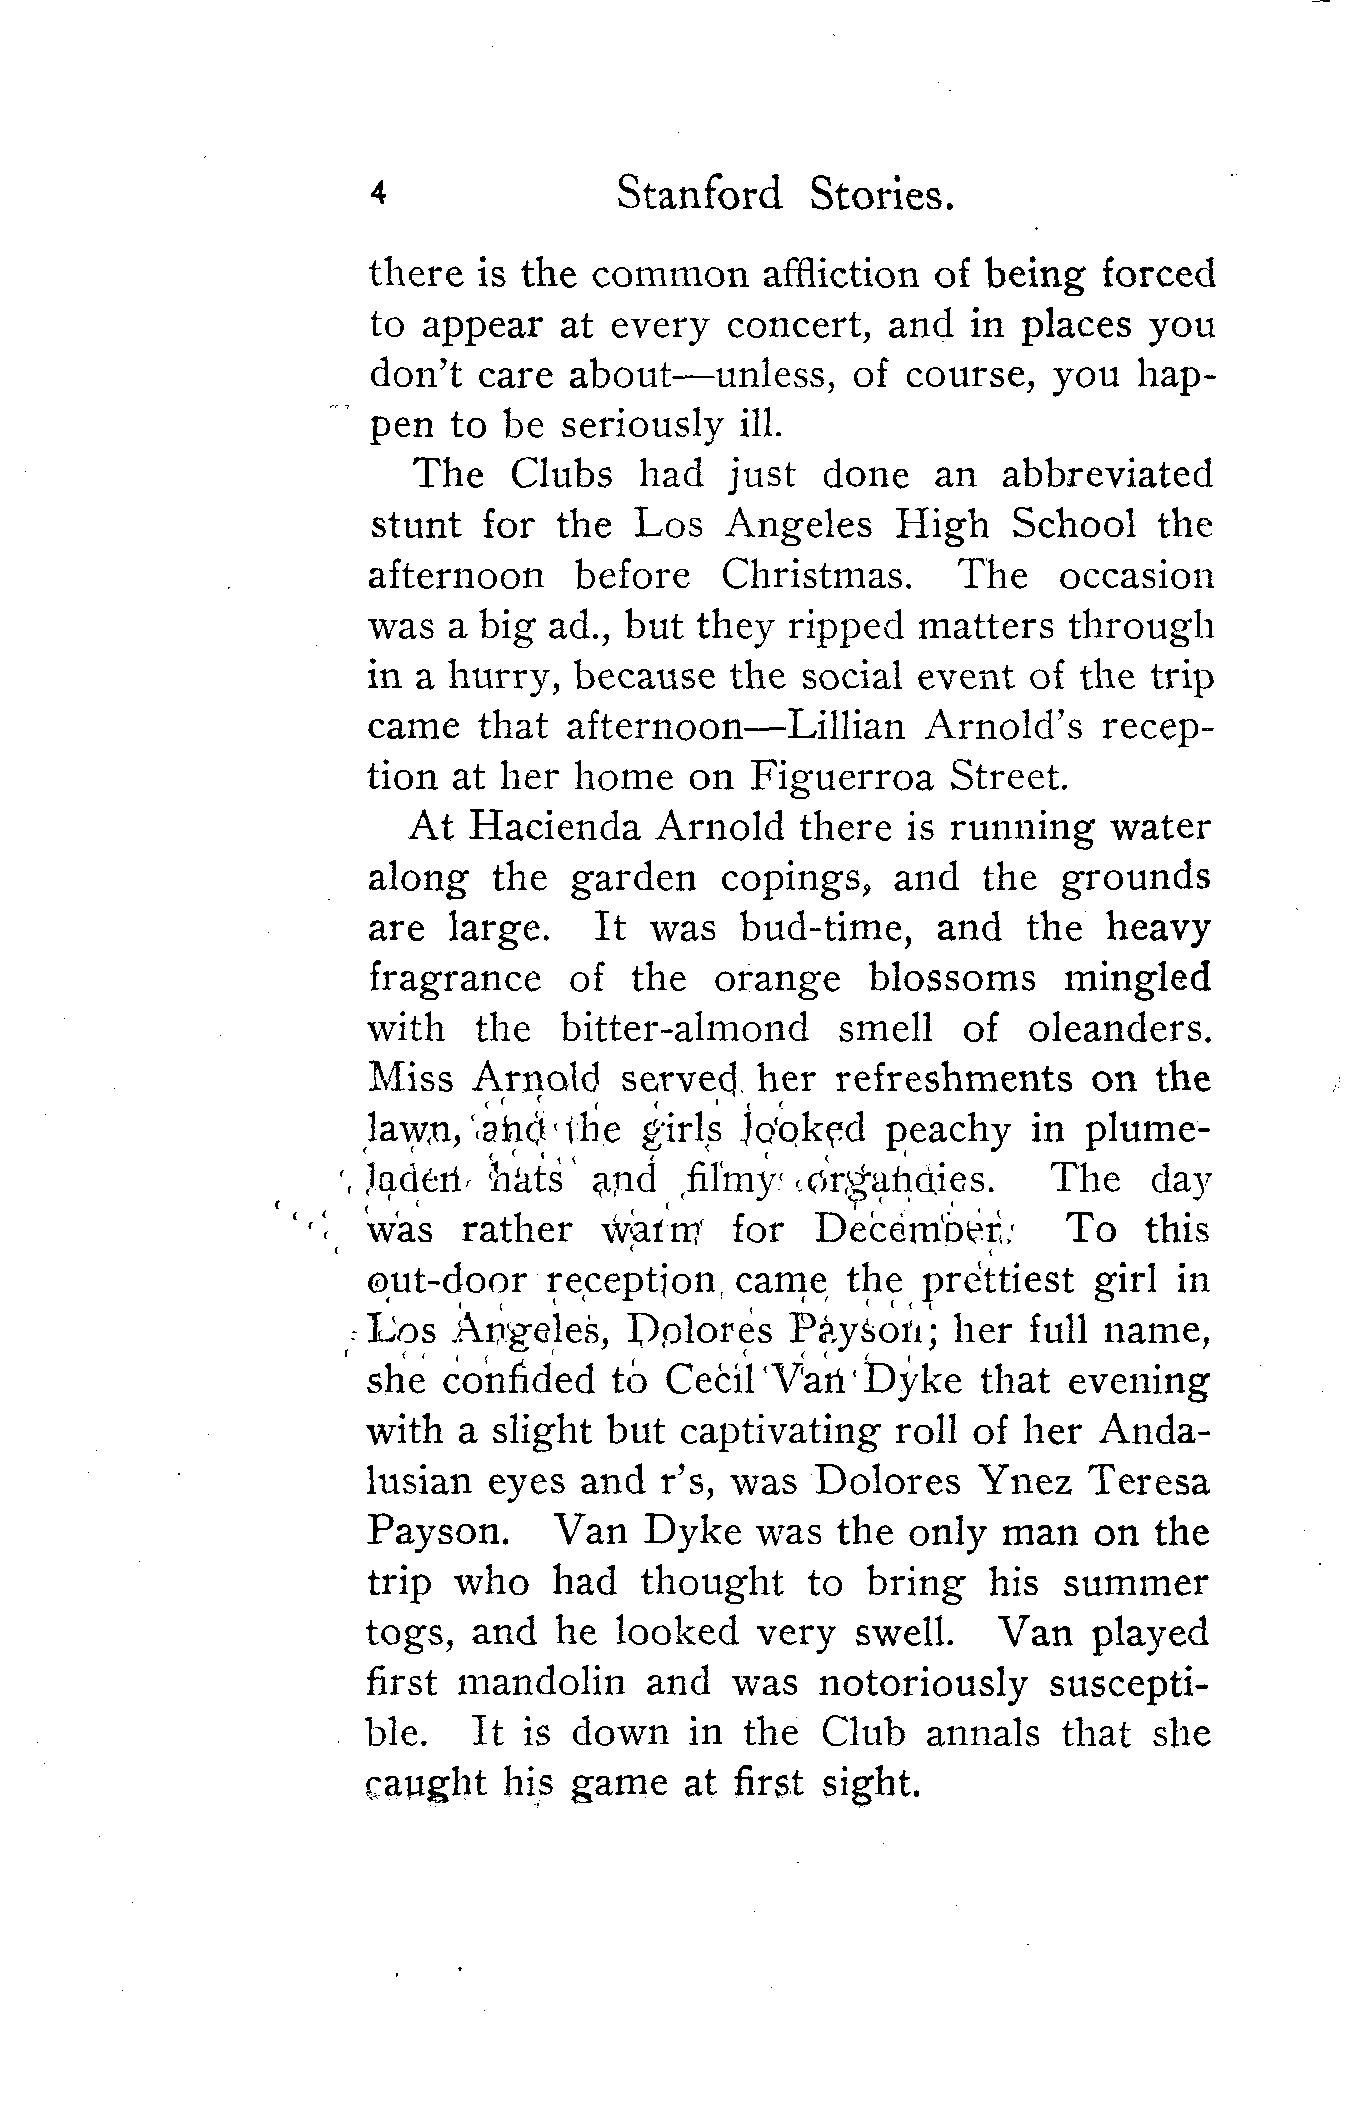 4 Stanford Stories.
there is the common affliction of being forced
to appear at every concert, and in places you
don't care about—unless, of course, you hap-
pen to be seriously ill.
The Clubs had just done an abbreviated
stunt for the Los Angeles High School the
afternoon before Christmas. The occasion
was a big ad., but they ripped matters through
in a hurry, because the social event of the trip
came that afternoon—Lillian Arnold's recep-
tion at her home on Figuerroa Street.
At Hacienda Arnold there is running water
along the garden copings, and the grounds
are large. It was bud-time, and the heavy
fragrance of the orange blossoms mingled
with the bitter-almond smell of oleanders.
Miss Arnold served her refreshments on the
lawn, and the girls looked peachy in plume-
laden hats and filmy organdies. The day
was rather warm for December. To this
out-door reception came the prettiest girl in
Los Angeles, Dolores Payson; her full name,
she confided to Cecil Van Dyke that evening
with a slight but captivating roll of her Anda-
lusian eyes and r's, was Dolores Ynez Teresa
Payson. Van Dyke was the only man on the
trip who had thought to bring his summer
togs, and he looked very swell. Van played
first mandolin and was notoriously suscepti-
ble. It is down in the Club annals that she
caught his game at first sight.